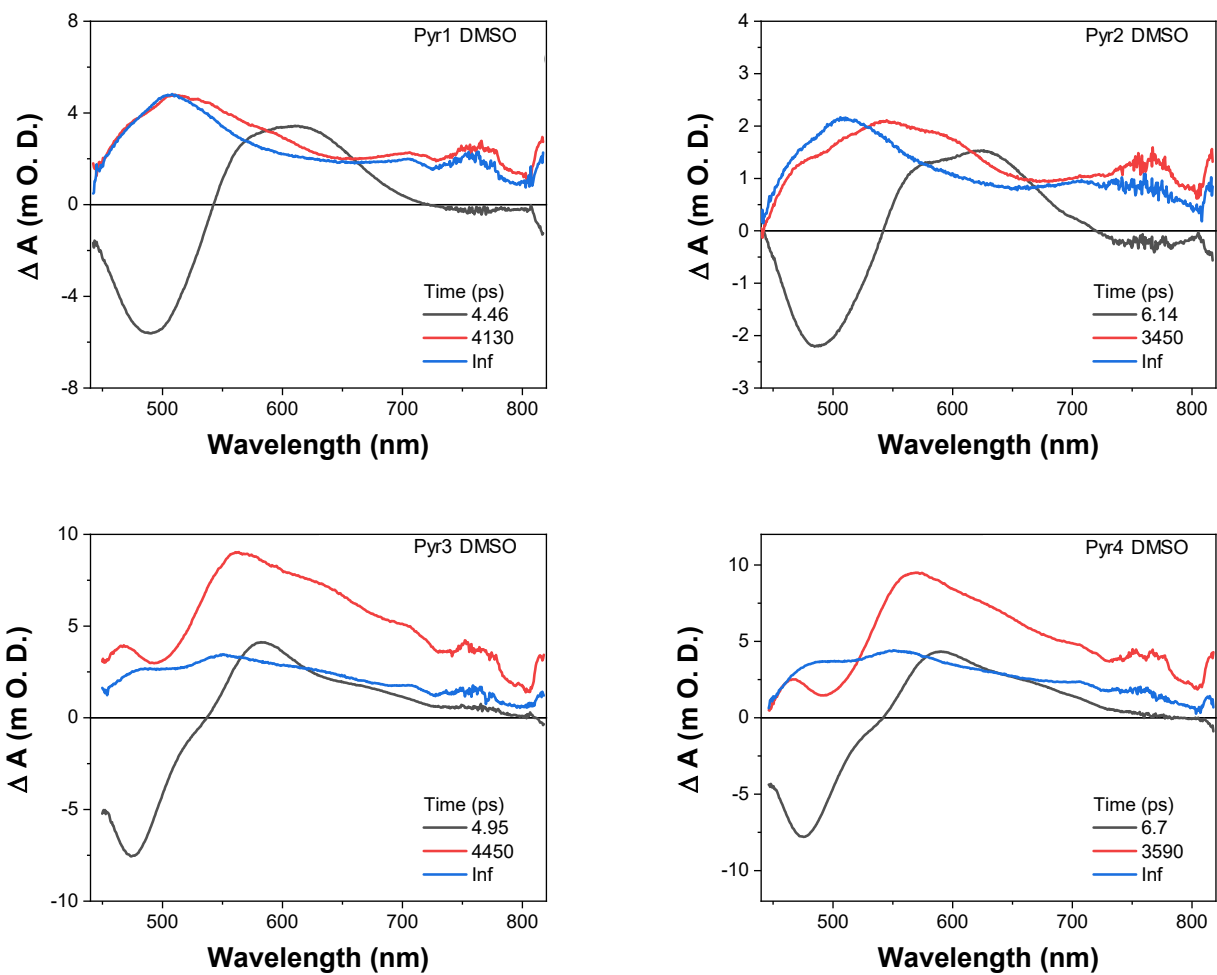 Pyr1 DMSO
8
4
0
-4
-8
Δ A (m O. D.)
Time (ps)
4.46
4130
Inf
500
600
700
800
Wavelength (nm)
Pyr2 DMSO
4
3
2
1
0
-1
-2
-3
Δ A (m O. D.)
Time (ps)
6.14
3450
Inf
500
600
700
800
Wavelength (nm)
Pyr3 DMSO
10
5
0
-5
-10
Δ A (m O. D.)
Time (ps)
4.95
4450
Inf
500
600
700
800
Wavelength (nm)
Pyr4 DMSO
10
5
0
-5
-10
Δ A (m O. D.)
Time (ps)
6.7
3590
Inf
500
600
700
800
Wavelength (nm)